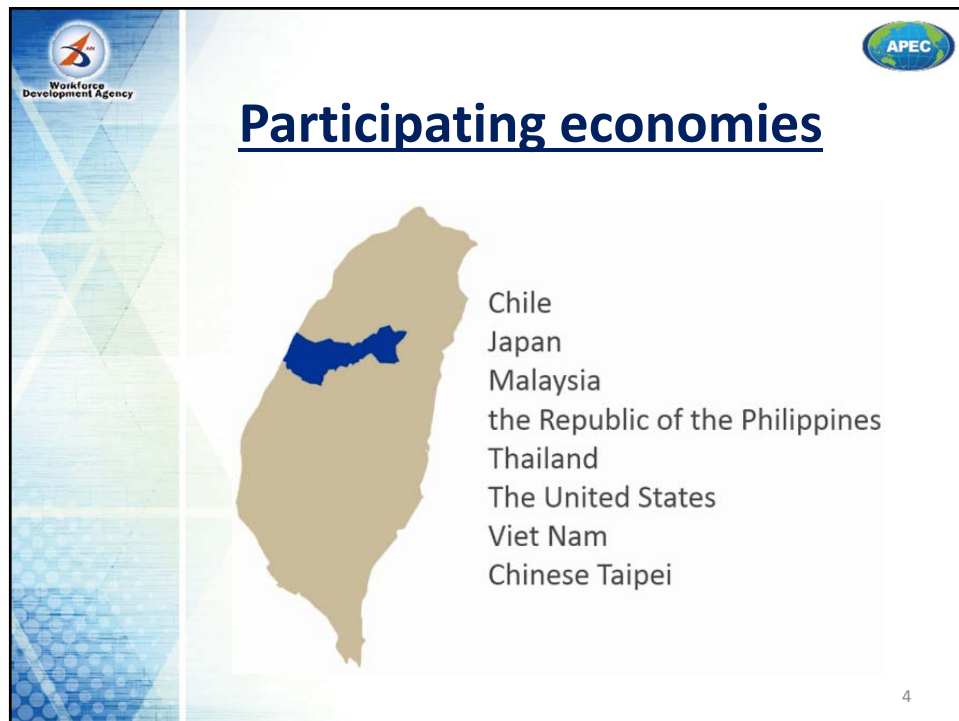 Workforce
Development Agency
APEC
Participating economies
Chile
Japan
Malaysia
the Republic of the Philippines
Thailand
The United States
Viet Nam
Chinese Taipei
4